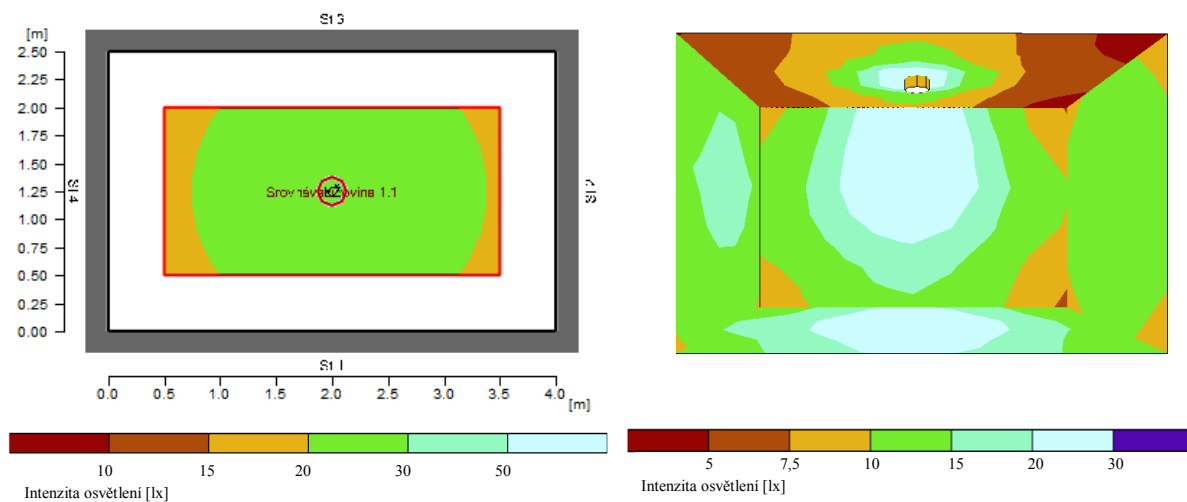 St 3
[m]
2.50
2.25
2.00
1.75
1.50
1.25
1.00
0.75
0.50
0.25
0.00
St 4
1.1
St 2
St 1
0.0 0.5 1.0 1.5 2.0 2.5 3.0 3.5 4.0
[m]
10 15 20 30 50
Intenzita osvětlení [lx]
5 7,5 10 15 20 30
Intenzita osvětlení [lx]